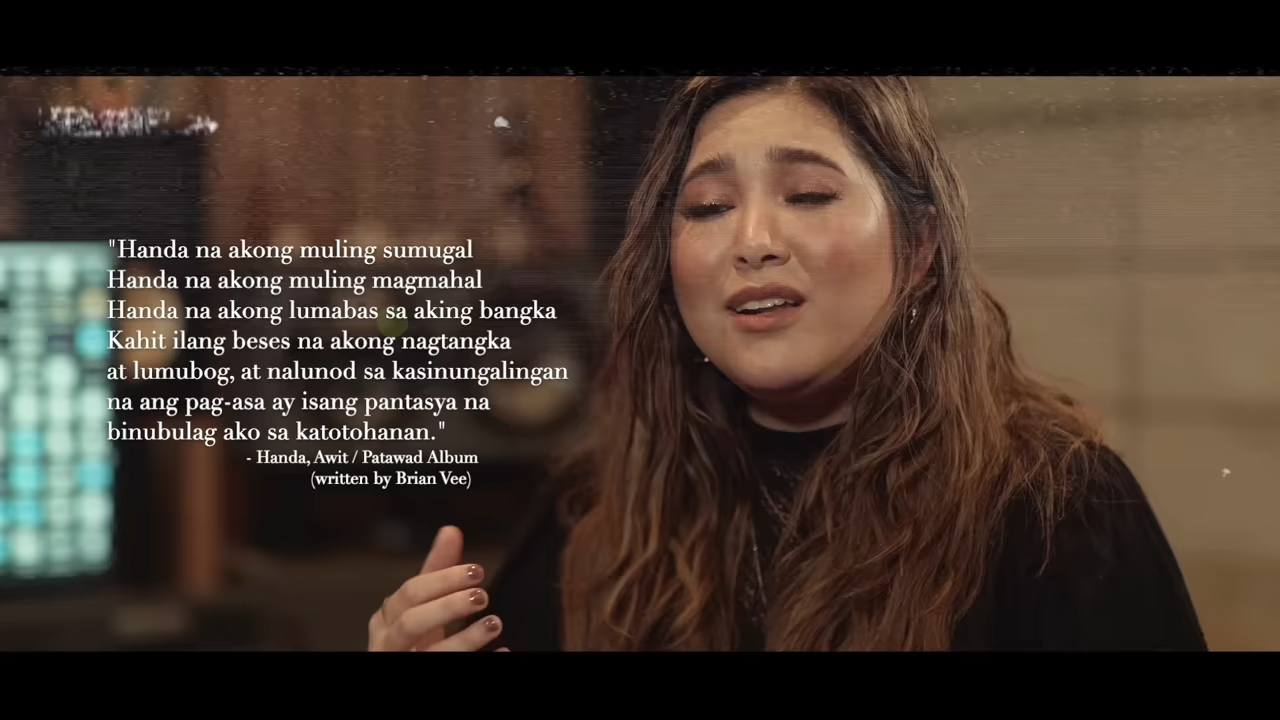 "Handa na akong muling sumugal
Handa na akong muling magmahal
Handa na akong lumabas sa aking bangka
Kahit ilang beses na akong nagtangka
at lumubog, at nalunod sa kasinungalingan
na ang pag-asa ay isang pantasya na
binubulag ako sa katotohanan."
- Handa, Awit / Patawad Album
(written by Brian Vee)